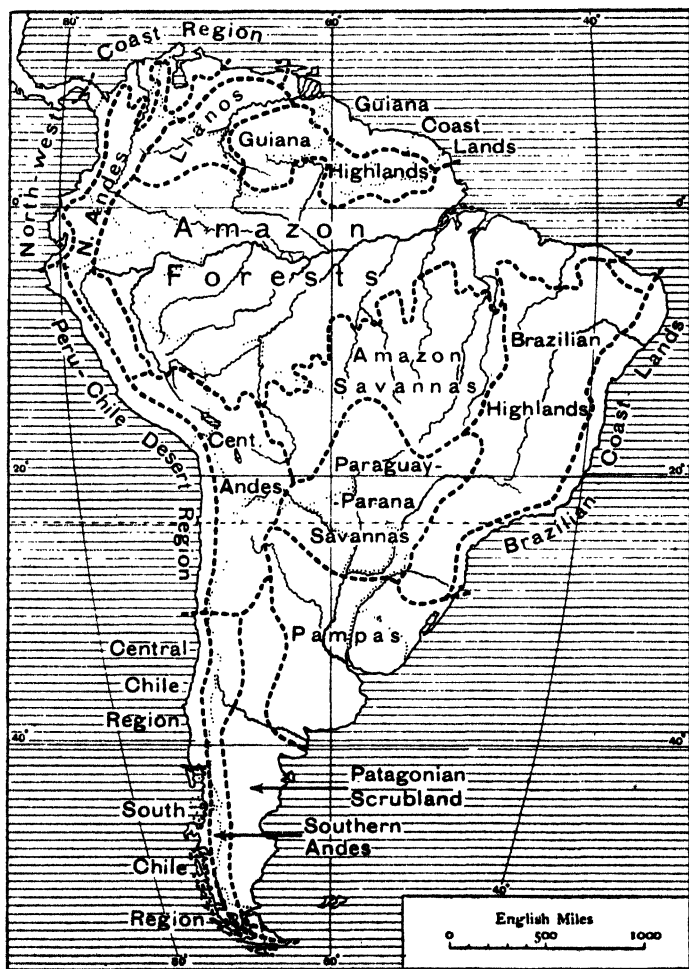 80°
60°
40°
Coast Region
North-west
N. Andes
Llanos
Guiana
Coast
Lands
Guiana
Highlands
0°
0°
Amazon
Forests
Amazon
Savannas
Brazilian
Highlands
Brazilian Coast Lands
Peru-Chile Desert Region
Cent.
Andes
20°
20°
Paraguay-
-Parana
Savannas
Pampas
Central
Chile
Region
40°
40°
Patagonian
Scrubland
South
Southern
Andes
Chile
Region
80°
60°
40°
English Miles
0 500 1000